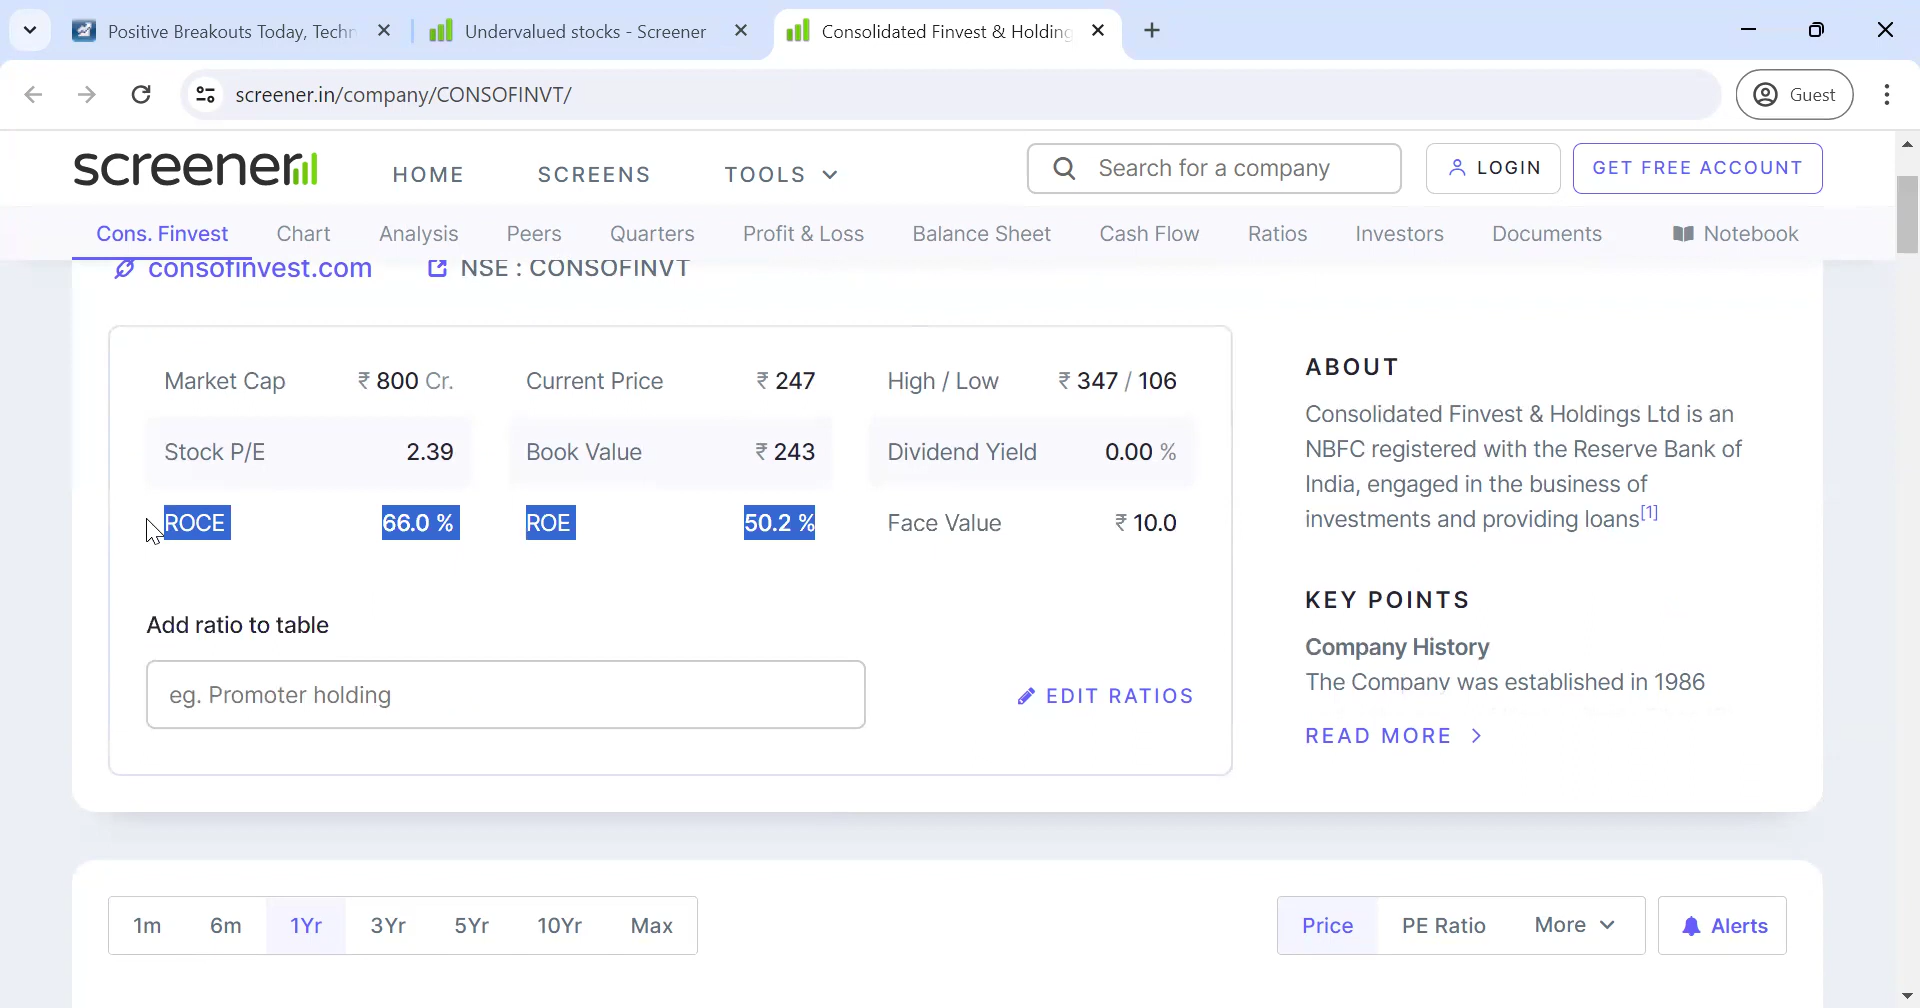 Positive Breakouts Today, Techn
Undervalued stocks - Screener
Consolidated Finvest & Holding
screener.in/company/CONSOFINVT/
Guest
screener
HOME
SCREENS
TOOLS
Search for a company
LOGIN
GET FREE ACCOUNT
Cons. Finvest
Chart
Analysis
Peers
Quarters
Profit & Loss
Balance Sheet
Cash Flow
Ratios
Investors
Documents
Notebook
consofinvest.com
NSE : CONSOFINVT
Market Cap ₹ 800 Cr.
Current Price ₹ 247
High / Low ₹ 347 / 106
Stock P/E 2.39
Book Value ₹ 243
Dividend Yield 0.00 %
ROCE 66.0 %
ROE 50.2 %
Face Value ₹ 10.0
Add ratio to table
eg. Promoter holding
EDIT RATIOS
ABOUT
Consolidated Finvest & Holdings Ltd is an
NBFC registered with the Reserve Bank of
India, engaged in the business of
investments and providing loans[1]
KEY POINTS
Company History
The Company was established in 1986
READ MORE
1m
6m
1Yr
3Yr
5Yr
10Yr
Max
Price
PE Ratio
More
Alerts